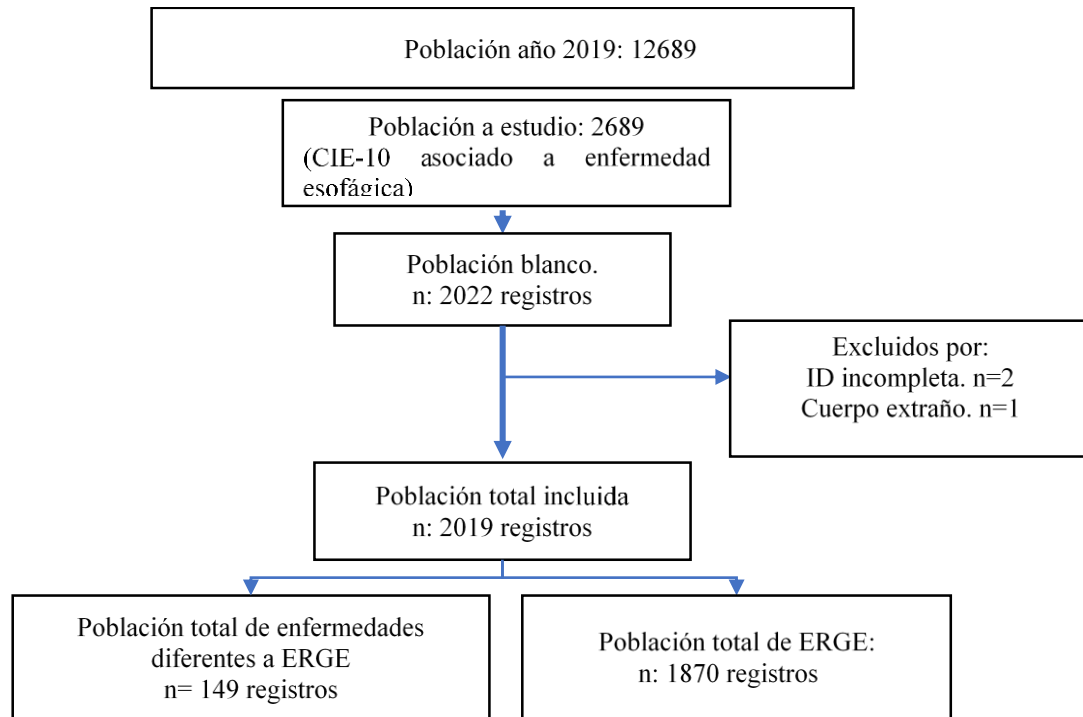 Población año 2019: 12689
Población a estudio: 2689
(CIE-10 asociado a enfermedad
esofágica)
Población blanco.
n: 2022 registros
Excluidos por:
ID incompleta. n=2
Cuerpo extraño. n=1
Población total incluida
n: 2019 registros
Población total de enfermedades
diferentes a ERGE
n= 149 registros
Población total de ERGE:
n: 1870 registros